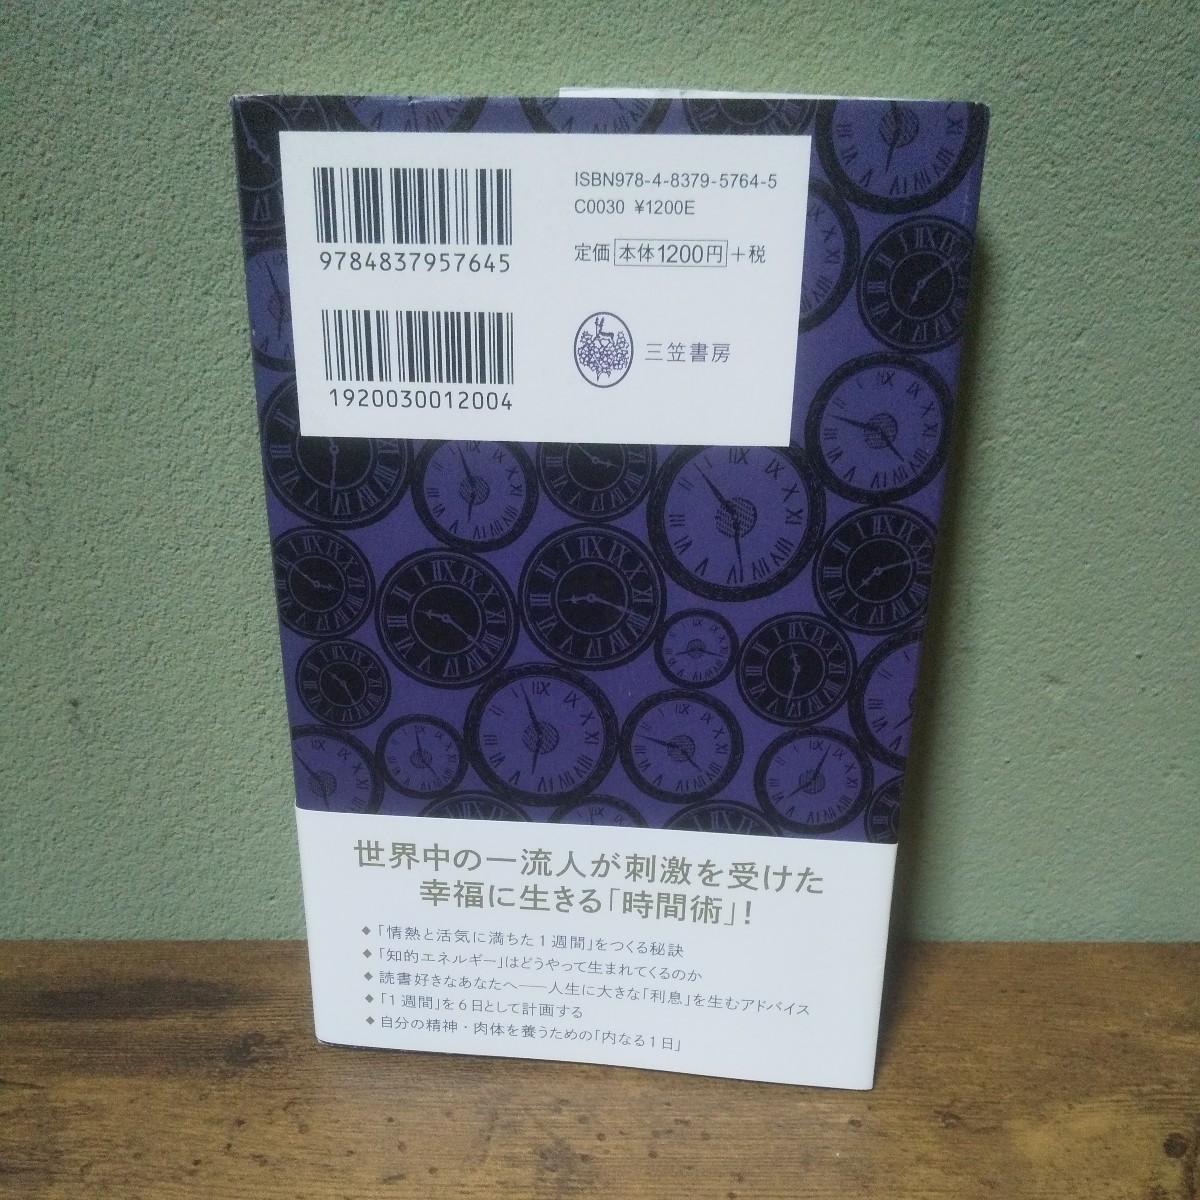 9784837957645
1920030012004
ISBN978-4-8379-5764-5
C0030 ¥1200E
定価 本体1200円 +税
三笠書房
世界中の一流人が刺激を受けた
幸福に生きる「時間術」!
◆「情熱と活気に満ちた1週間」をつくる秘訣
◆「知的エネルギー」はどうやって生まれてくるのか
◆読書好きなあなたへ——人生に大きな「利息」を生むアドバイス
◆「1週間」を6日として計画する
◆自分の精神・肉体を養うための「内なる1日」